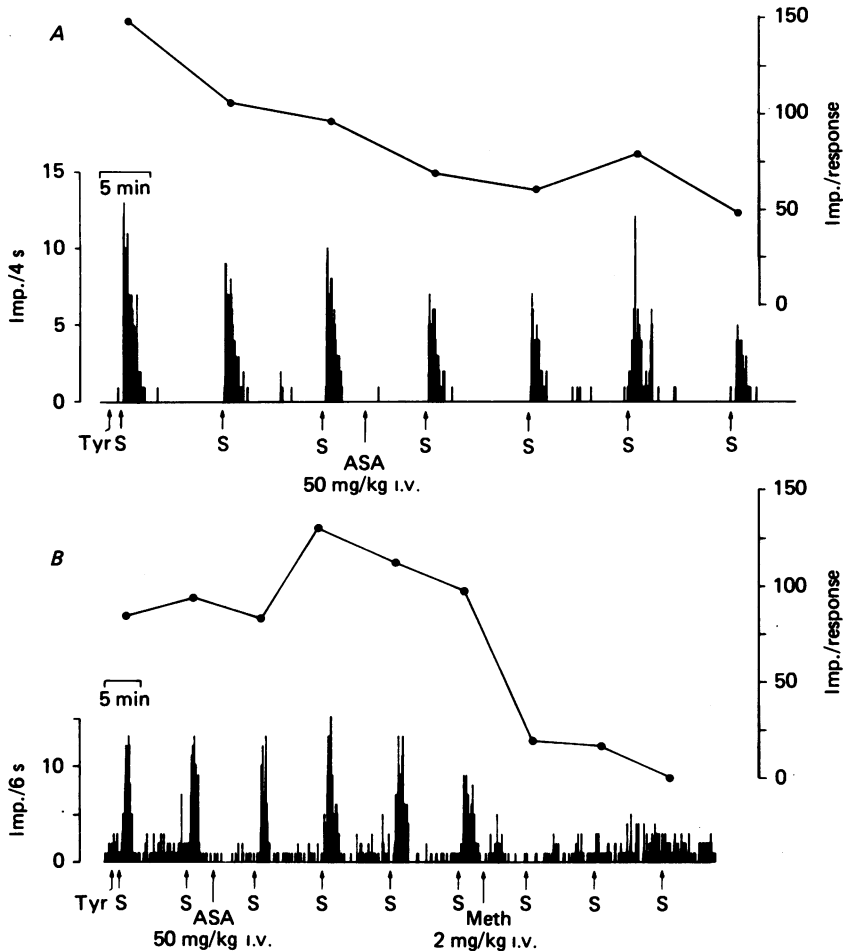 A
150
100
50
0
Imp./response
15
10
5
0
Imp./4 s
5 min
Tyr S S S S S S S
ASA
50 mg/kg I.V.
B
150
100
50
0
Imp./response
10
0
Imp./6 s
5 min
Tyr S S S S S S S S S
ASA Meth
50 mg/kg I.V. 2 mg/kg I.V.